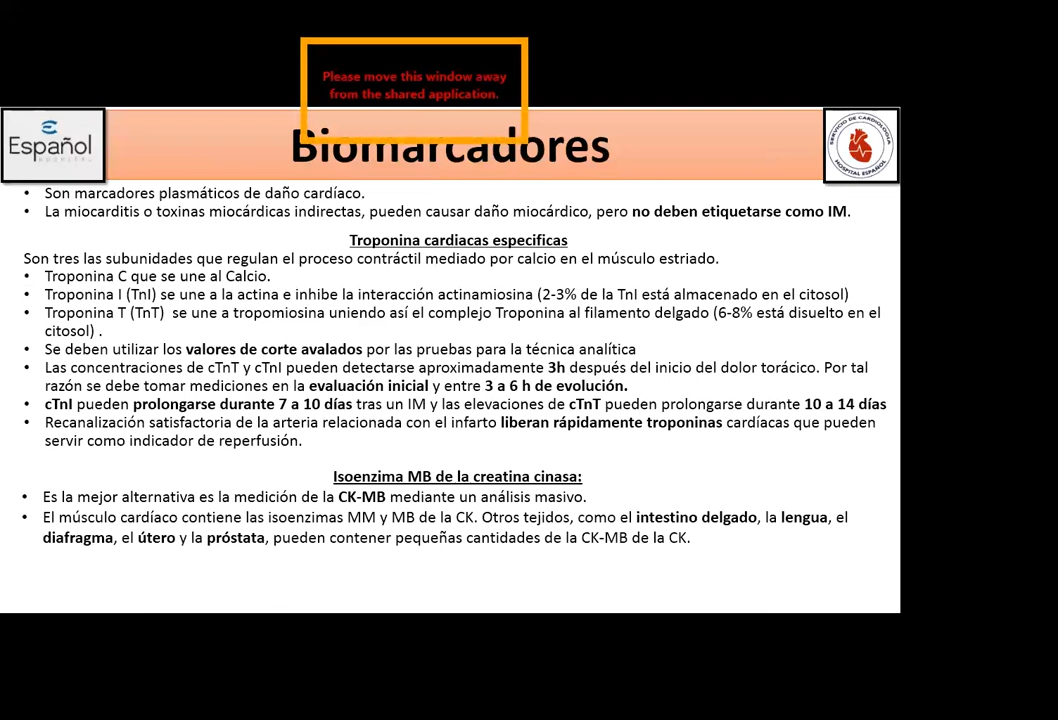 Please move this window away
from the shared application.
Español
HOSPITAL
Biomarcadores
SERVICIO DE CARDIOLOGIA
HOSPITAL ESPAÑOL
• Son marcadores plasmáticos de daño cardíaco.
• La miocarditis o toxinas miocárdicas indirectas, pueden causar daño miocárdico, pero no deben etiquetarse como IM.
Troponina cardiacas especificas
Son tres las subunidades que regulan el proceso contráctil mediado por calcio en el músculo estriado.
• Troponina C que se une al Calcio.
• Troponina I (TnI) se une a la actina e inhibe la interacción actinamiosina (2-3% de la TnI está almacenado en el citosol)
• Troponina T (TnT) se une a tropomiosina uniendo así el complejo Troponina al filamento delgado (6-8% está disuelto en el
citosol) .
• Se deben utilizar los valores de corte avalados por las pruebas para la técnica analítica
• Las concentraciones de cTnT y cTnI pueden detectarse aproximadamente 3h después del inicio del dolor torácico. Por tal
razón se debe tomar mediciones en la evaluación inicial y entre 3 a 6 h de evolución.
• cTnI pueden prolongarse durante 7 a 10 días tras un IM y las elevaciones de cTnT pueden prolongarse durante 10 a 14 días
• Recanalización satisfactoria de la arteria relacionada con el infarto liberan rápidamente troponinas cardíacas que pueden
servir como indicador de reperfusión.
Isoenzima MB de la creatina cinasa:
• Es la mejor alternativa es la medición de la CK-MB mediante un análisis masivo.
• El músculo cardíaco contiene las isoenzimas MM y MB de la CK. Otros tejidos, como el intestino delgado, la lengua, el
diafragma, el útero y la próstata, pueden contener pequeñas cantidades de la CK-MB de la CK.